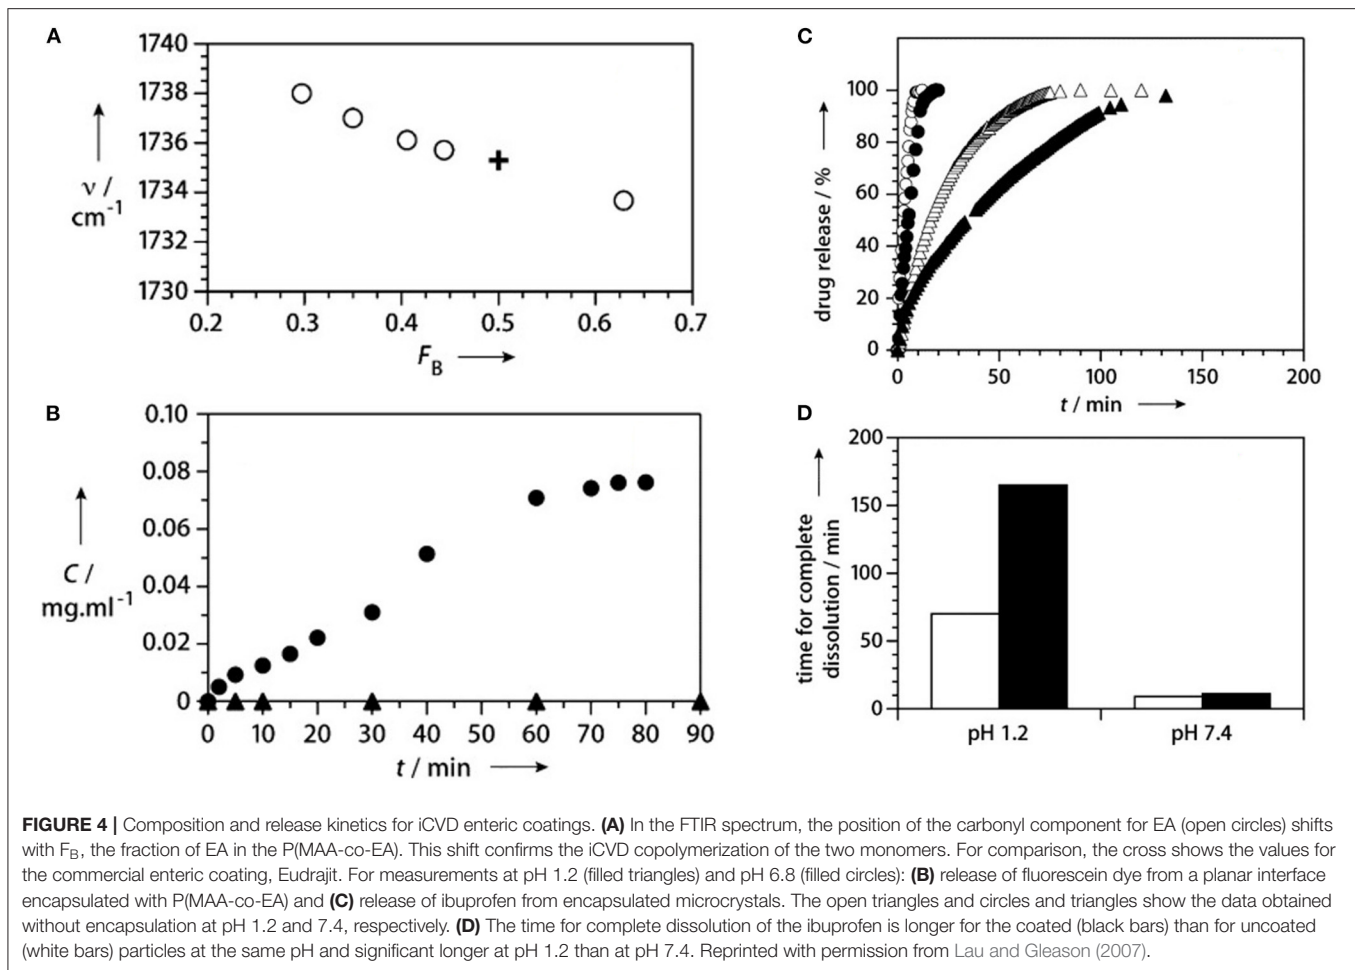 A
1740
1738
1736
1734
1732
1730
ν /
cm⁻¹
0.2 0.3 0.4 0.5 0.6 0.7
F_B
B
0.10
0.08
0.06
0.04
0.02
0
C /
mg.ml⁻¹
0 10 20 30 40 50 60 70 80 90
t / min
C
100
80
60
40
20
0
drug release / %
0 50 100 150 200
t / min
D
200
150
100
50
0
time for complete
dissolution / min
pH 1.2 pH 7.4
FIGURE 4 | Composition and release kinetics for iCVD enteric coatings. (A) In the FTIR spectrum, the position of the carbonyl component for EA (open circles) shifts
with F_B, the fraction of EA in the P(MAA-co-EA). This shift confirms the iCVD copolymerization of the two monomers. For comparison, the cross shows the values for
the commercial enteric coating, Eudrajit. For measurements at pH 1.2 (filled triangles) and pH 6.8 (filled circles): (B) release of fluorescein dye from a planar interface
encapsulated with P(MAA-co-EA) and (C) release of ibuprofen from encapsulated microcrystals. The open triangles and circles and triangles show the data obtained
without encapsulation at pH 1.2 and 7.4, respectively. (D) The time for complete dissolution of the ibuprofen is longer for the coated (black bars) than for uncoated
(white bars) particles at the same pH and significant longer at pH 1.2 than at pH 7.4. Reprinted with permission from Lau and Gleason (2007).